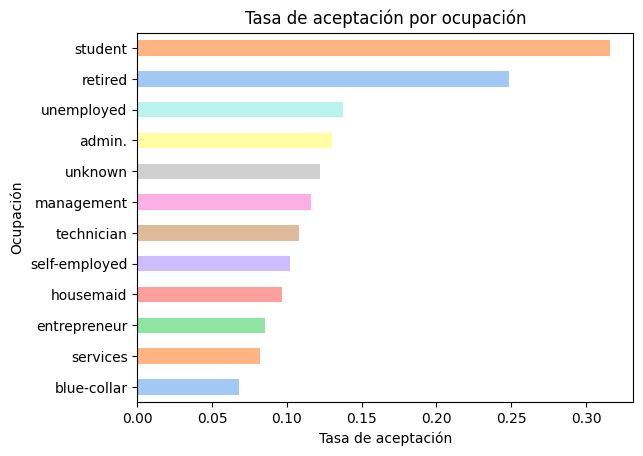 Tasa de aceptación por ocupación
Ocupación
student
retired
unemployed
admin.
unknown
management
technician
self-employed
housemaid
entrepreneur
services
blue-collar
0.00 0.05 0.10 0.15 0.20 0.25 0.30
Tasa de aceptación